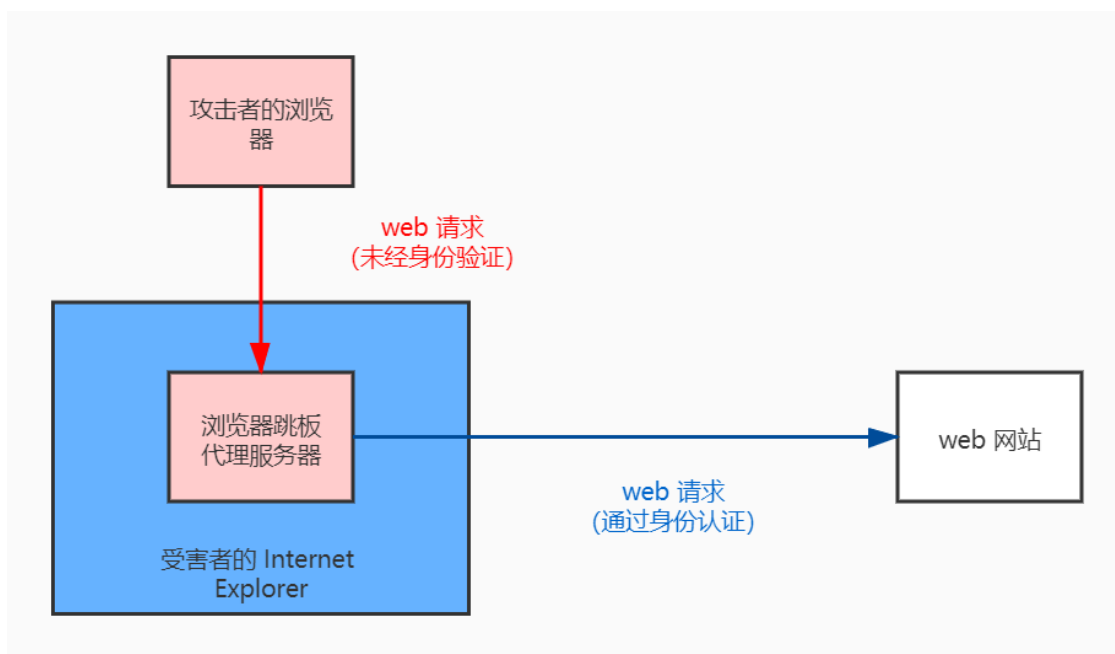 攻击者的浏览
器
web 请求
(未经身份验证)
浏览器跳板
代理服务器
web 网站
web 请求
(通过身份认证)
受害者的 Internet
Explorer